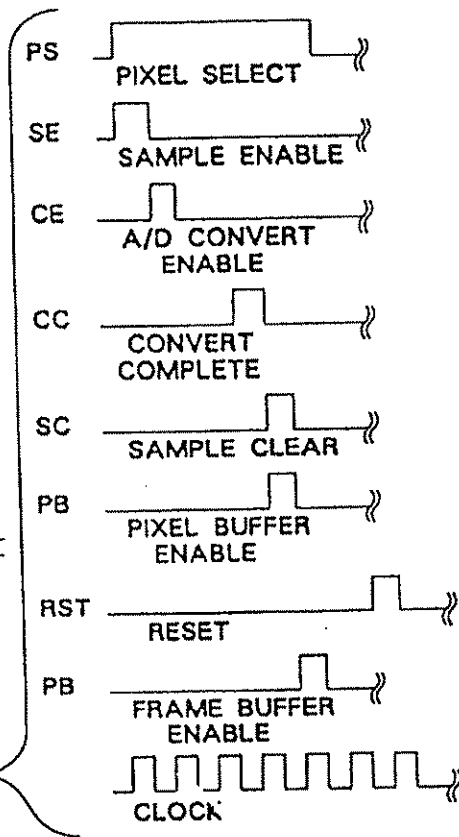 PS
PIXEL SELECT
SE
SAMPLE ENABLE
CE
A/D CONVERT
ENABLE
CC
CONVERT
COMPLETE
SC
SAMPLE CLEAR
PB
PIXEL BUFFER
ENABLE
RST
RESET
PB
FRAME BUFFER
ENABLE
CLOCK